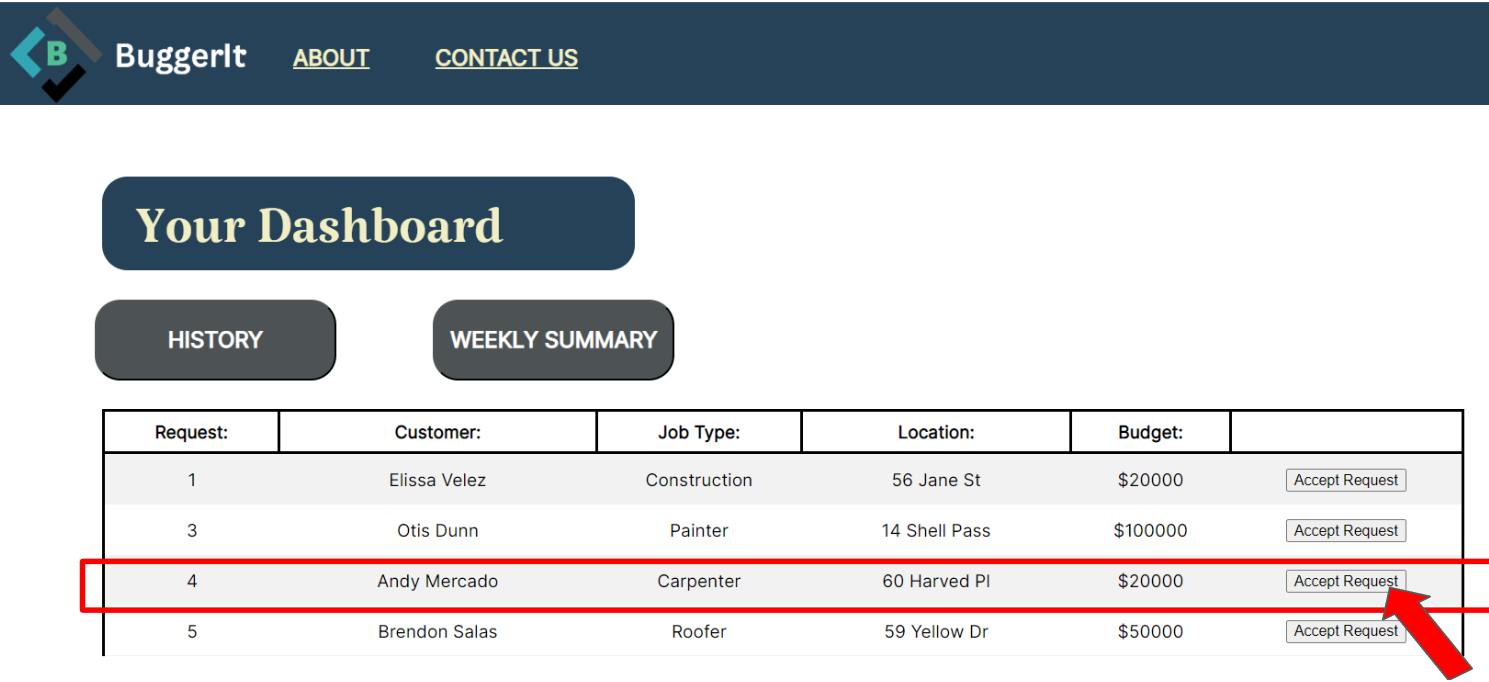 B BuggerIt ABOUT CONTACT US
Your Dashboard
HISTORY WEEKLY SUMMARY
Request: Customer: Job Type: Location: Budget:
1 Elissa Velez Construction 56 Jane St $20000 Accept Request
3 Otis Dunn Painter 14 Shell Pass $100000 Accept Request
4 Andy Mercado Carpenter 60 Harved Pl $20000 Accept Request
5 Brendon Salas Roofer 59 Yellow Dr $50000 Accept Request